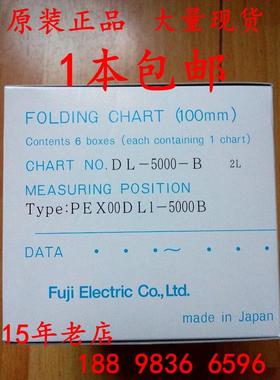 原装正品 大量现货
1本包邮
FOLDING CHART (100mm)
Contents 6 boxes (each containing 1 chart)
CHART NO. DL-5000-B 2L
MEASURING POSITION
Type:PEX00DL1-5000B
DATA · · ·~ · · ·
Fuji Electric Co.,Ltd.
made in Japan
15年老店
188 9836 6596